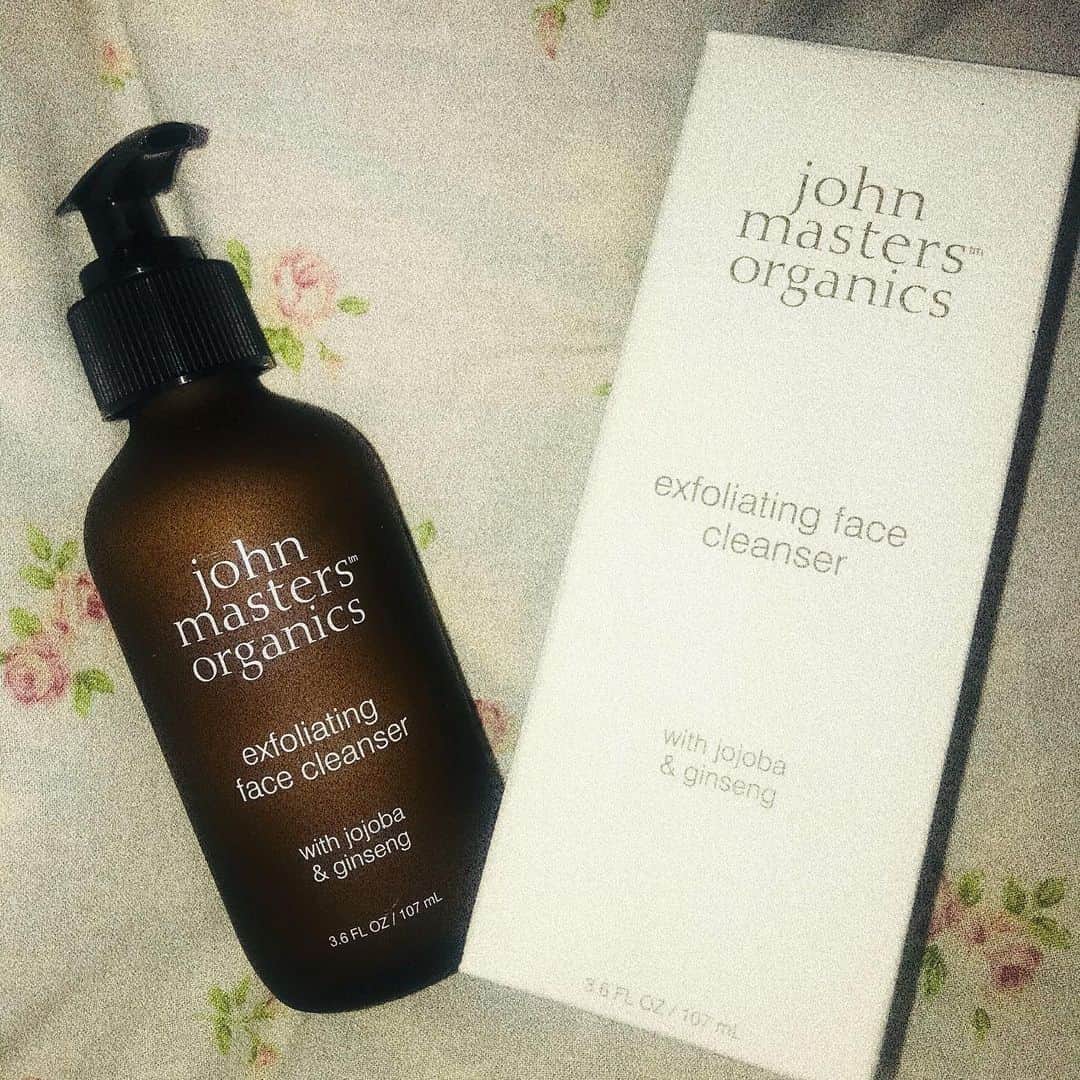 john
masters™
organics
exfoliating
face cleanser
with jojoba
& ginseng
3.6 FL OZ / 107 mL
john
masters™
organics
exfoliating face
cleanser
with jojoba
& ginseng
3.6 FL OZ / 107 mL